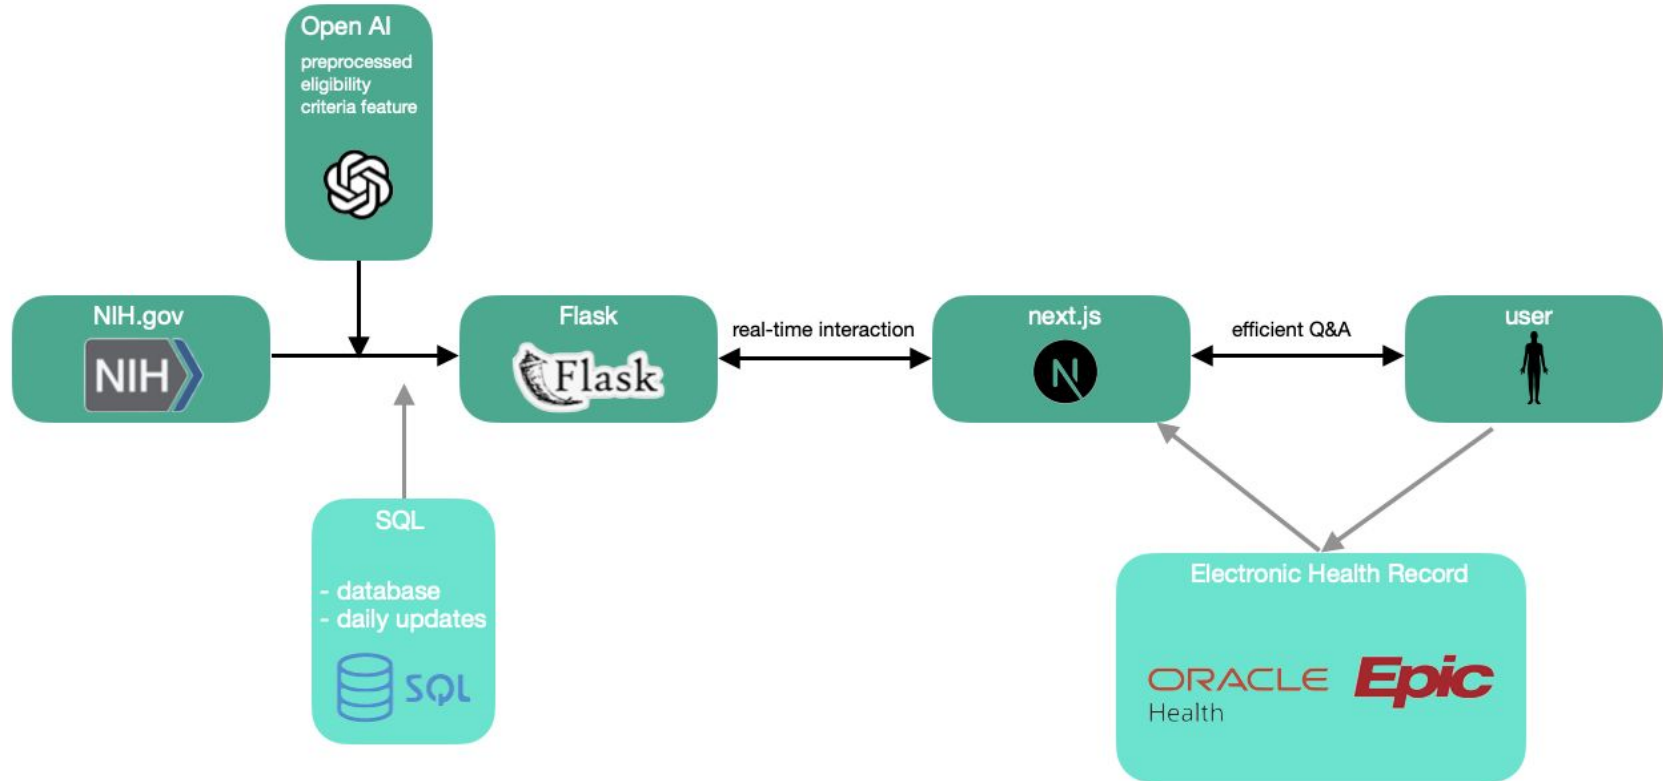 Open AI
preprocessed
eligibility
criteria feature
NIH.gov
NIH
Flask
Flask
real-time interaction
next.js
N
efficient Q&A
user
SQL
- database
- daily updates
SQL
Electronic Health Record
ORACLE
Health
Epic